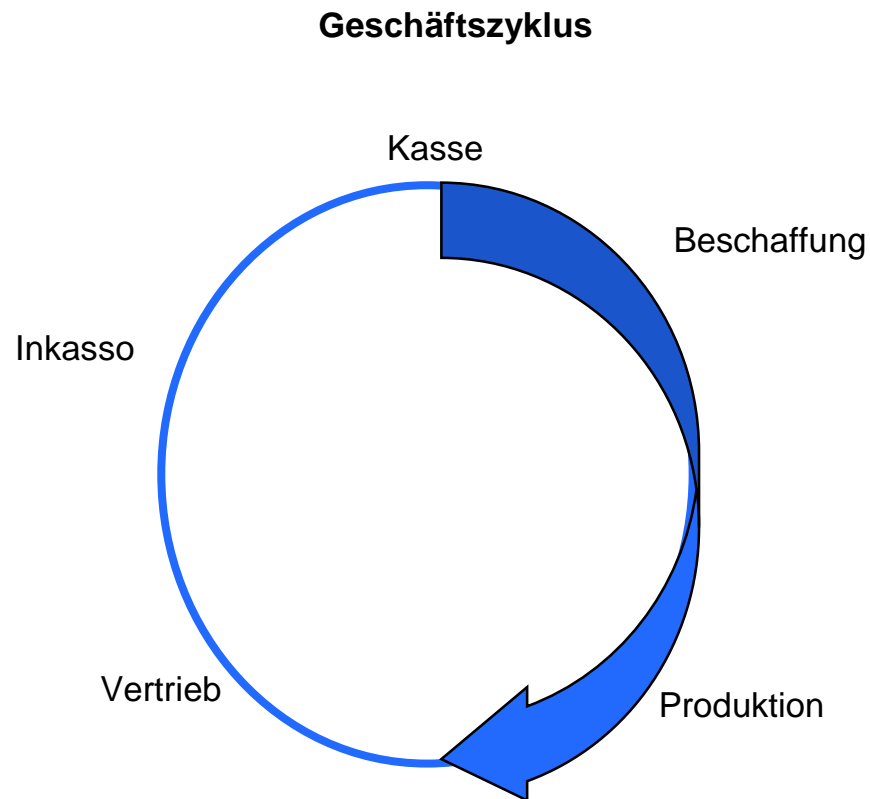 Geschäftszyklus
Kasse
Beschaffung
Inkasso
Vertrieb
Produktion